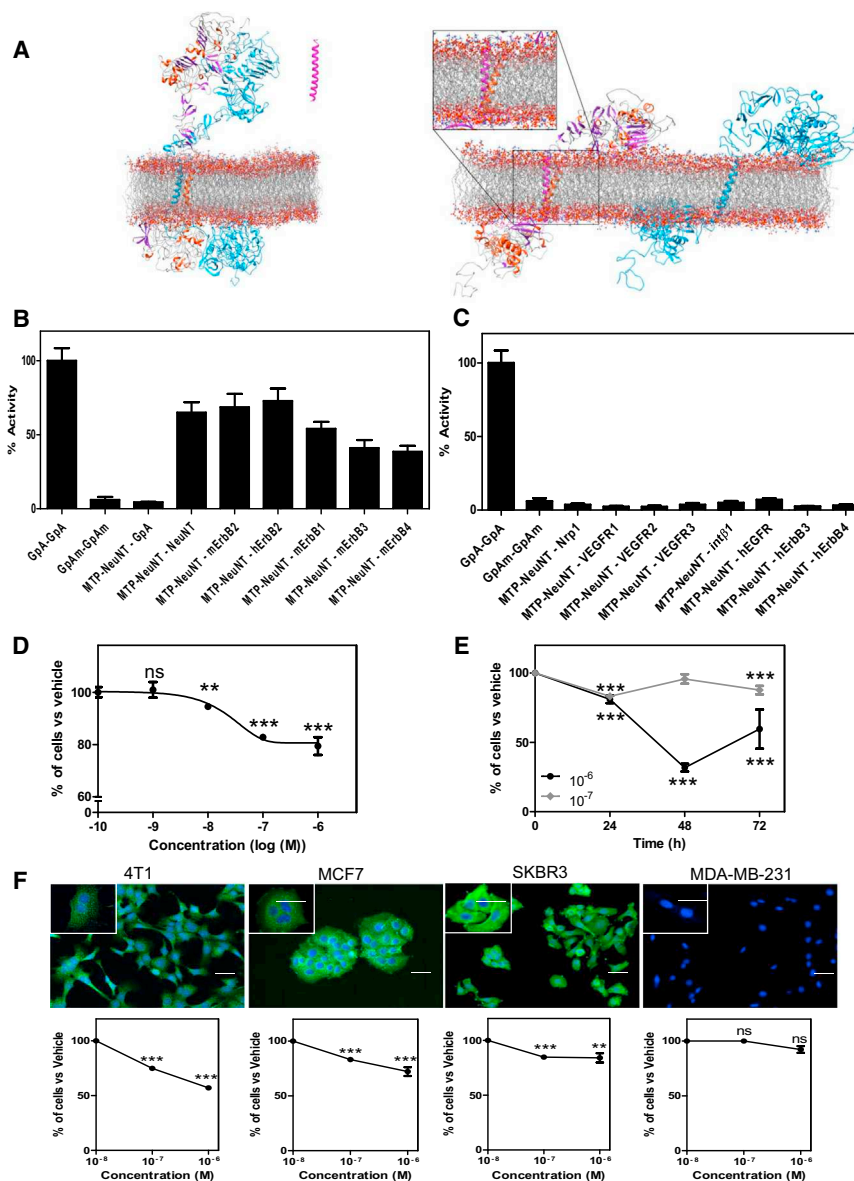 A
B
% Activity
100
50
0
GpA-GpA
GpAm-GpAm
MTP-NeuNT - GpA
MTP-NeuNT - NeuNT
MTP-NeuNT - mErbB2
MTP-NeuNT - hErbB2
MTP-NeuNT - mErbB1
MTP-NeuNT - mErbB3
MTP-NeuNT - mErbB4
C
% Activity
100
50
0
GpA-GpA
GpAm-GpAm
MTP-NeuNT - Nrp1
MTP-NeuNT - VEGFR1
MTP-NeuNT - VEGFR2
MTP-NeuNT - VEGFR3
MTP-NeuNT - intβ1
MTP-NeuNT - hEGFR
MTP-NeuNT - hErbB3
MTP-NeuNT - hErbB4
D
% of cells vs vehicle
100
80
60
0
ns
**
***
***
-10 -9 -8 -7 -6
Concentration (log (M))
E
% of cells vs vehicle
100
50
0
***
***
***
***
***
10⁻⁶
10⁻⁷
0 24 48 72
Time (h)
F
4T1 MCF7 SKBR3 MDA-MB-231
% of cells vs Vehicle
100
50
0
***
***
10⁻⁸ 10⁻⁷ 10⁻⁶
Concentration (M)
% of cells vs Vehicle
100
50
0
***
***
10⁻⁸ 10⁻⁷ 10⁻⁶
Concentration (M)
% of cells vs Vehicle
100
50
0
***
**
10⁻⁸ 10⁻⁷ 10⁻⁶
Concentration (M)
% of cells vs Vehicle
100
50
0
ns
ns
10⁻⁸ 10⁻⁷ 10⁻⁶
Concentration (M)